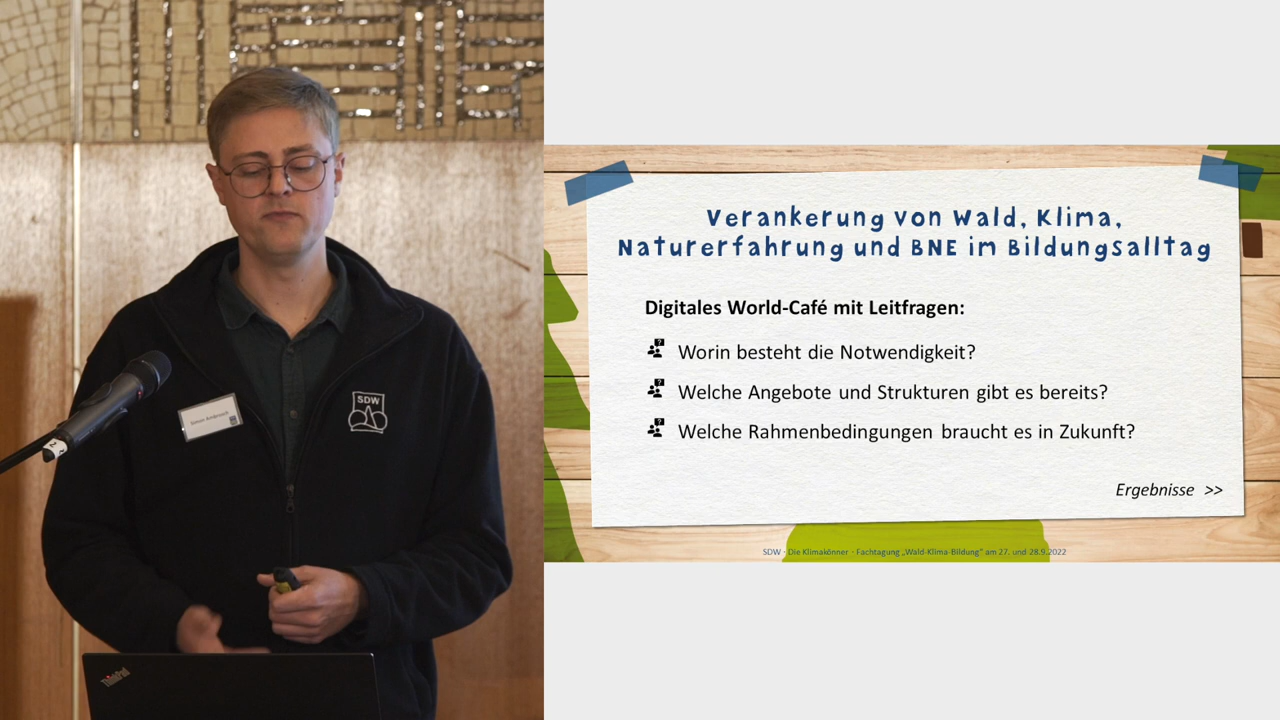 SDW
ThinkPad
Verankerung von Wald, Klima,
Naturerfahrung und BNE im Bildungsalltag
Digitales World-Café mit Leitfragen:
Worin besteht die Notwendigkeit?
Welche Angebote und Strukturen gibt es bereits?
Welche Rahmenbedingungen braucht es in Zukunft?
Ergebnisse >>
SDW - Die Klimakönner - Fachtagung „Wald-Klima-Bildung“ am 27. und 28.9.2022